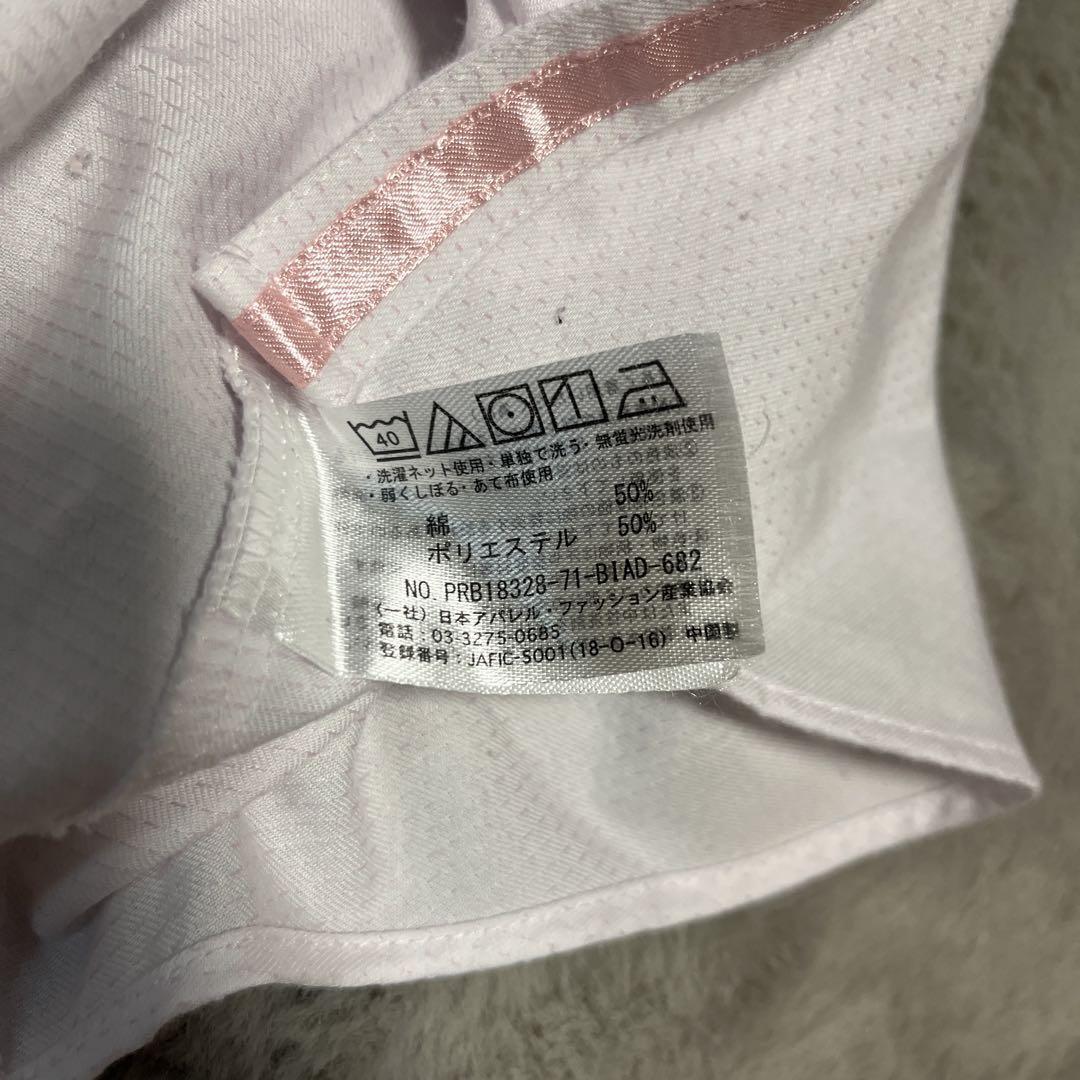 40
・洗濯ネット使用・単独で洗う・無蛍光洗剤使用
・弱くしぼる・あて布使用
綿 50%
ポリエステル 50%
NO. PRB18328-71-BIAD-682
(一社) 日本アパレル・ファッション産業協会
電話:03-3275-0685
登録番号:JAFIC-S001(18-O-16) 中国製